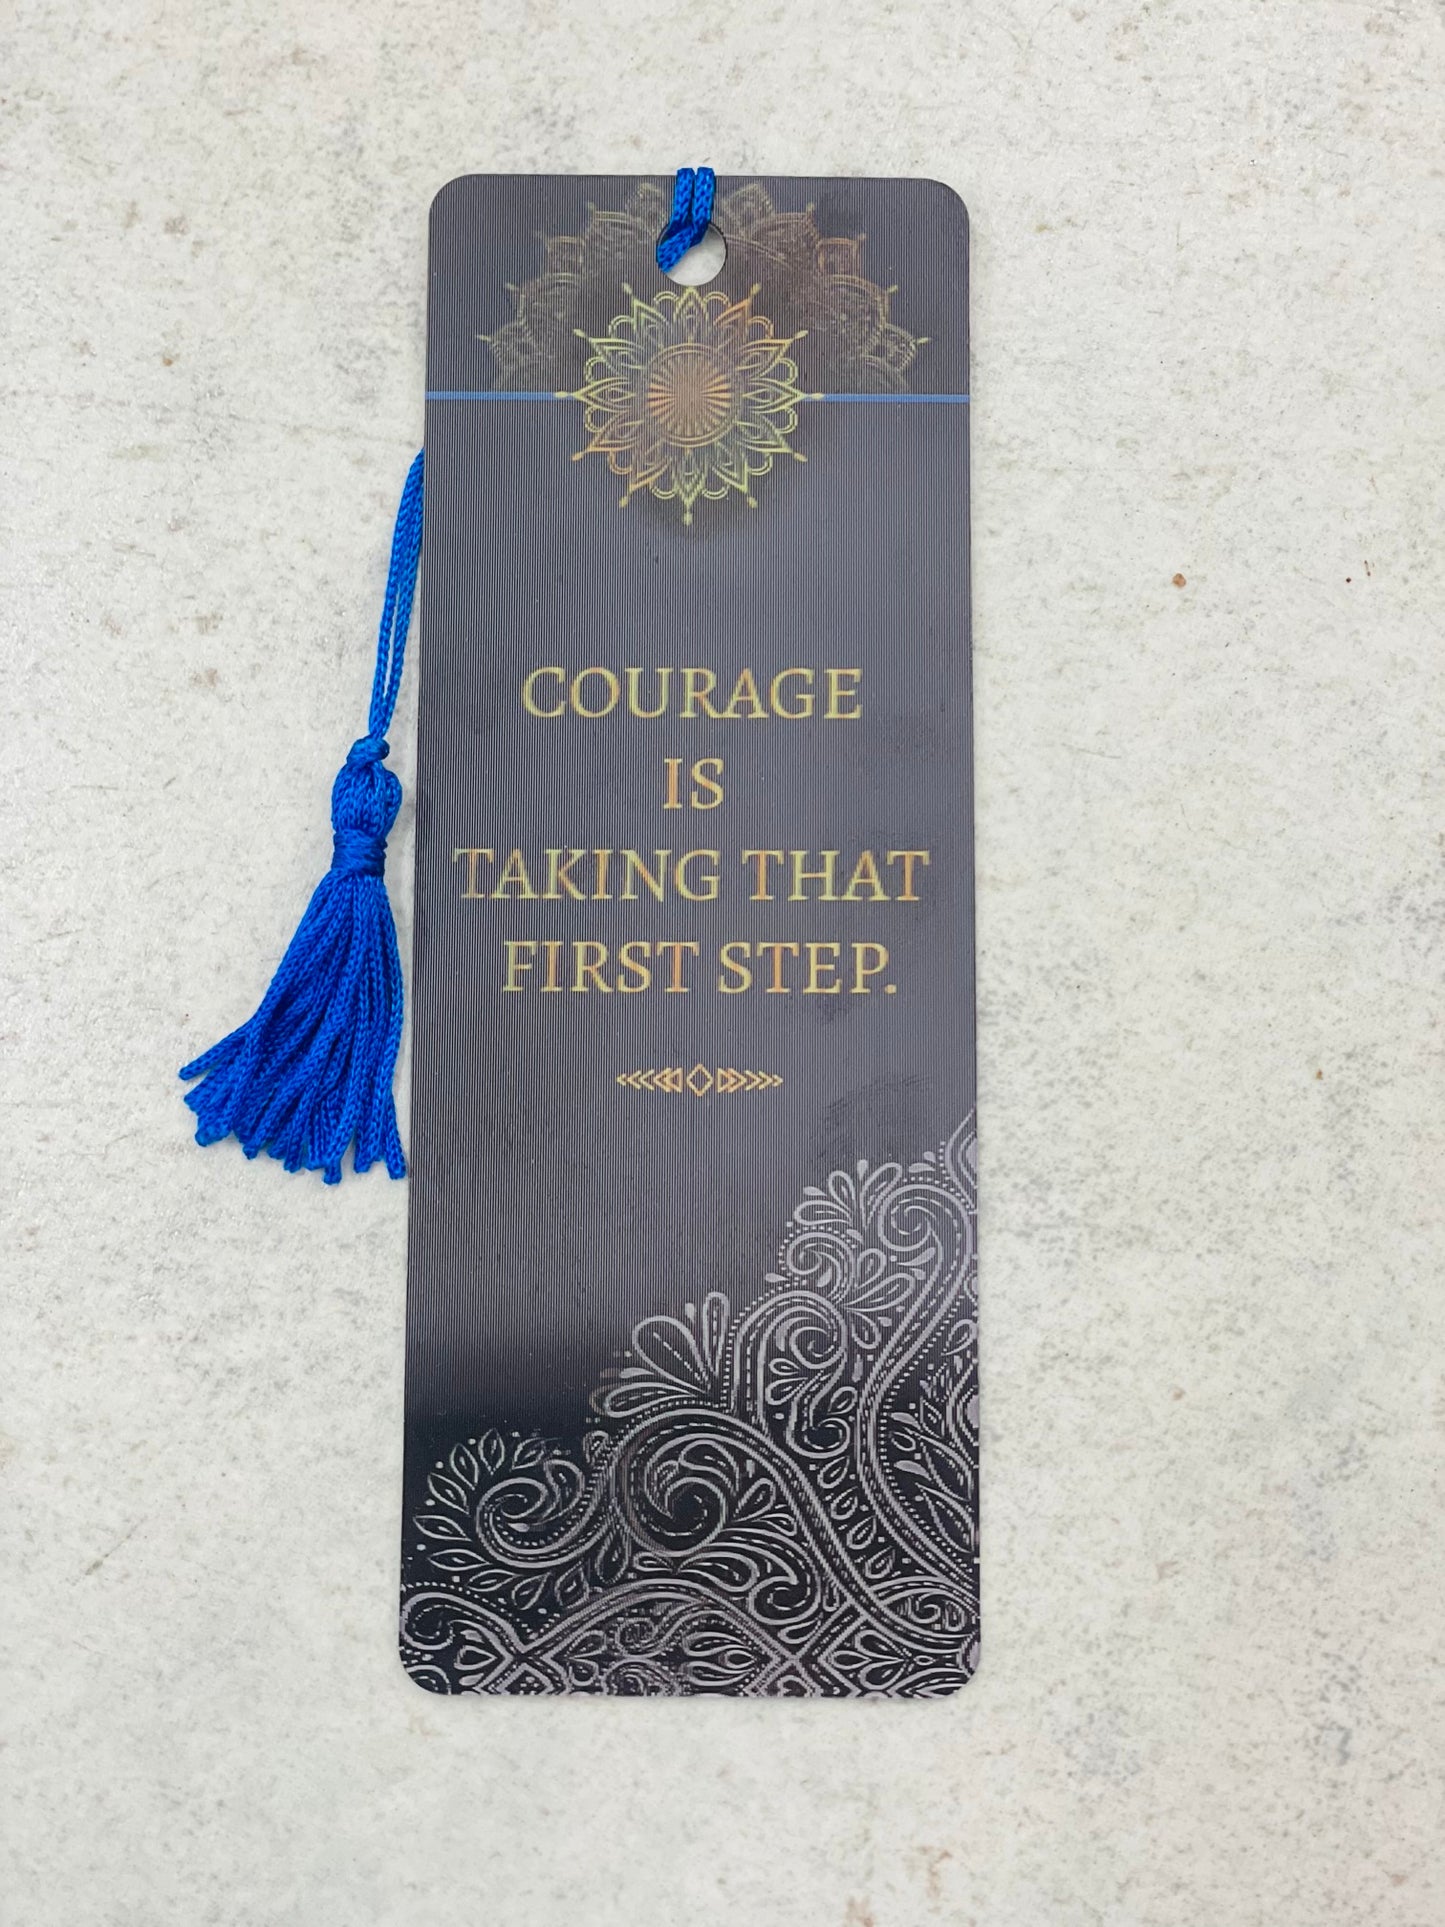 COURAGE
IS
TAKING THAT
FIRST STEP.